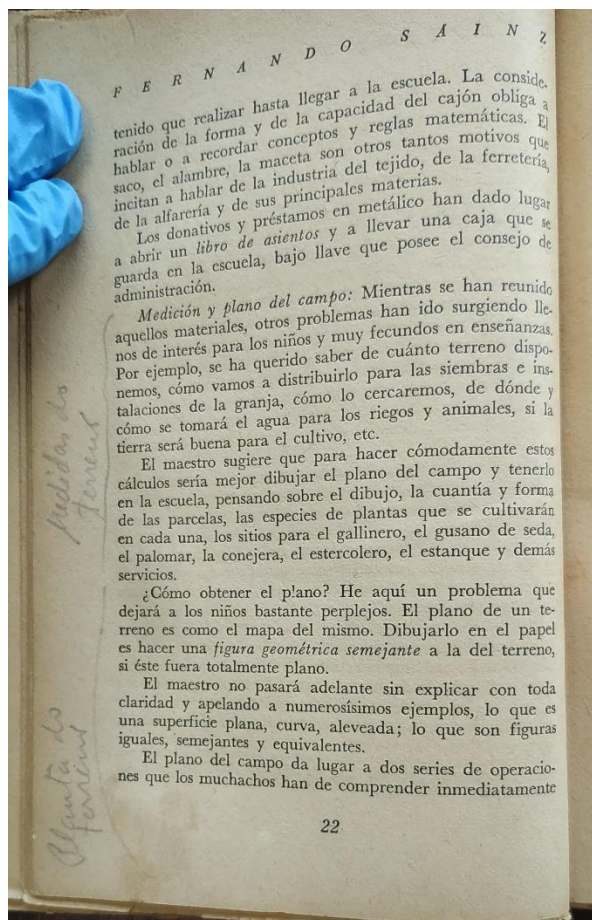 FERNANDO SÁINZ
tenido que realizar hasta llegar a la escuela. La conside-
ración de la forma y de la capacidad del cajón obliga a
hablar o a recordar conceptos y reglas matemáticas. El
saco, el alambre, la maceta son otros tantos motivos que
incitan a hablar de la industria del tejido, de la ferretería,
de la alfarería y de sus principales materias.
Los donativos y préstamos en metálico han dado lugar
a abrir un libro de asientos y a llevar una caja que se
guarda en la escuela, bajo llave que posee el consejo de
administración.
Medición y plano del campo: Mientras se han reunido
aquellos materiales, otros problemas han ido surgiendo lle-
nos de interés para los niños y muy fecundos en enseñanzas.
Por ejemplo, se ha querido saber de cuánto terreno dispo-
nemos, cómo vamos a distribuirlo para las siembras e ins-
talaciones de la granja, cómo lo cercaremos, de dónde y
cómo se tomará el agua para los riegos y animales, si la
tierra será buena para el cultivo, etc.
El maestro sugiere que para hacer cómodamente estos
cálculos sería mejor dibujar el plano del campo y tenerlo
en la escuela, pensando sobre el dibujo, la cuantía y forma
de las parcelas, las especies de plantas que se cultivarán
en cada una, los sitios para el gallinero, el gusano de seda,
el palomar, la conejera, el estercolero, el estanque y demás
servicios.
¿Cómo obtener el plano? He aquí un problema que
dejará a los niños bastante perplejos. El plano de un te-
rreno es como el mapa del mismo. Dibujarlo en el papel
es hacer una figura geométrica semejante a la del terreno,
si éste fuera totalmente plano.
El maestro no pasará adelante sin explicar con toda
claridad y apelando a numerosísimos ejemplos, lo que es
una superficie plana, curva, aleveada; lo que son figuras
iguales, semejantes y equivalentes.
El plano del campo da lugar a dos series de operacio-
nes que los muchachos han de comprender inmediatamente
22
Medidas do
terreno
Planta do
terreno